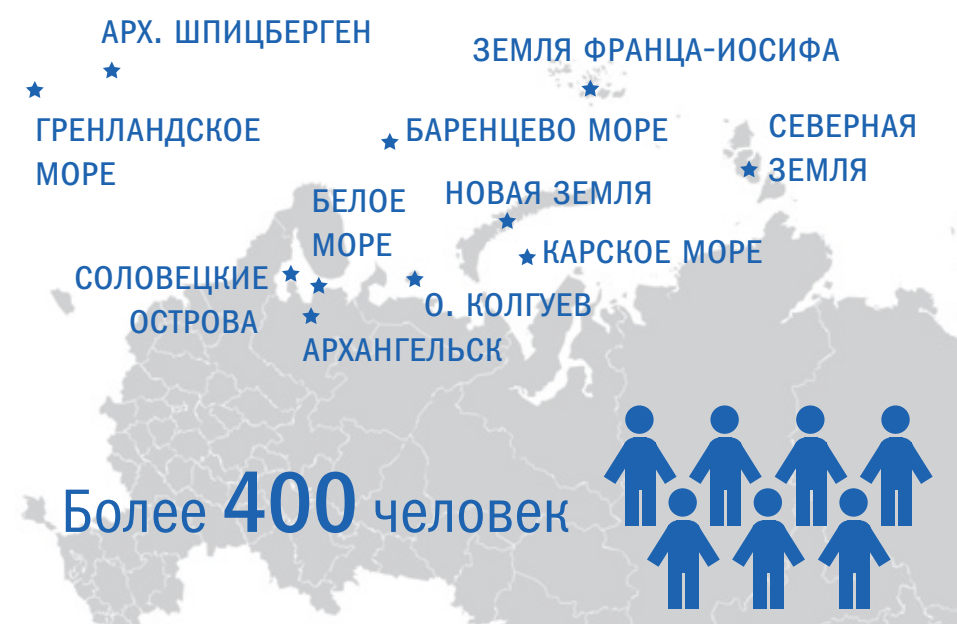 АРХ. ШПИЦБЕРГЕН
ЗЕМЛЯ ФРАНЦА-ИОСИФА
ГРЕНЛАНДСКОЕ
МОРЕ
БАРЕНЦЕВО МОРЕ
СЕВЕРНАЯ
ЗЕМЛЯ
НОВАЯ ЗЕМЛЯ
БЕЛОЕ
МОРЕ
КАРСКОЕ МОРЕ
СОЛОВЕЦКИЕ
ОСТРОВА
О. КОЛГУЕВ
АРХАНГЕЛЬСК
Более 400 человек